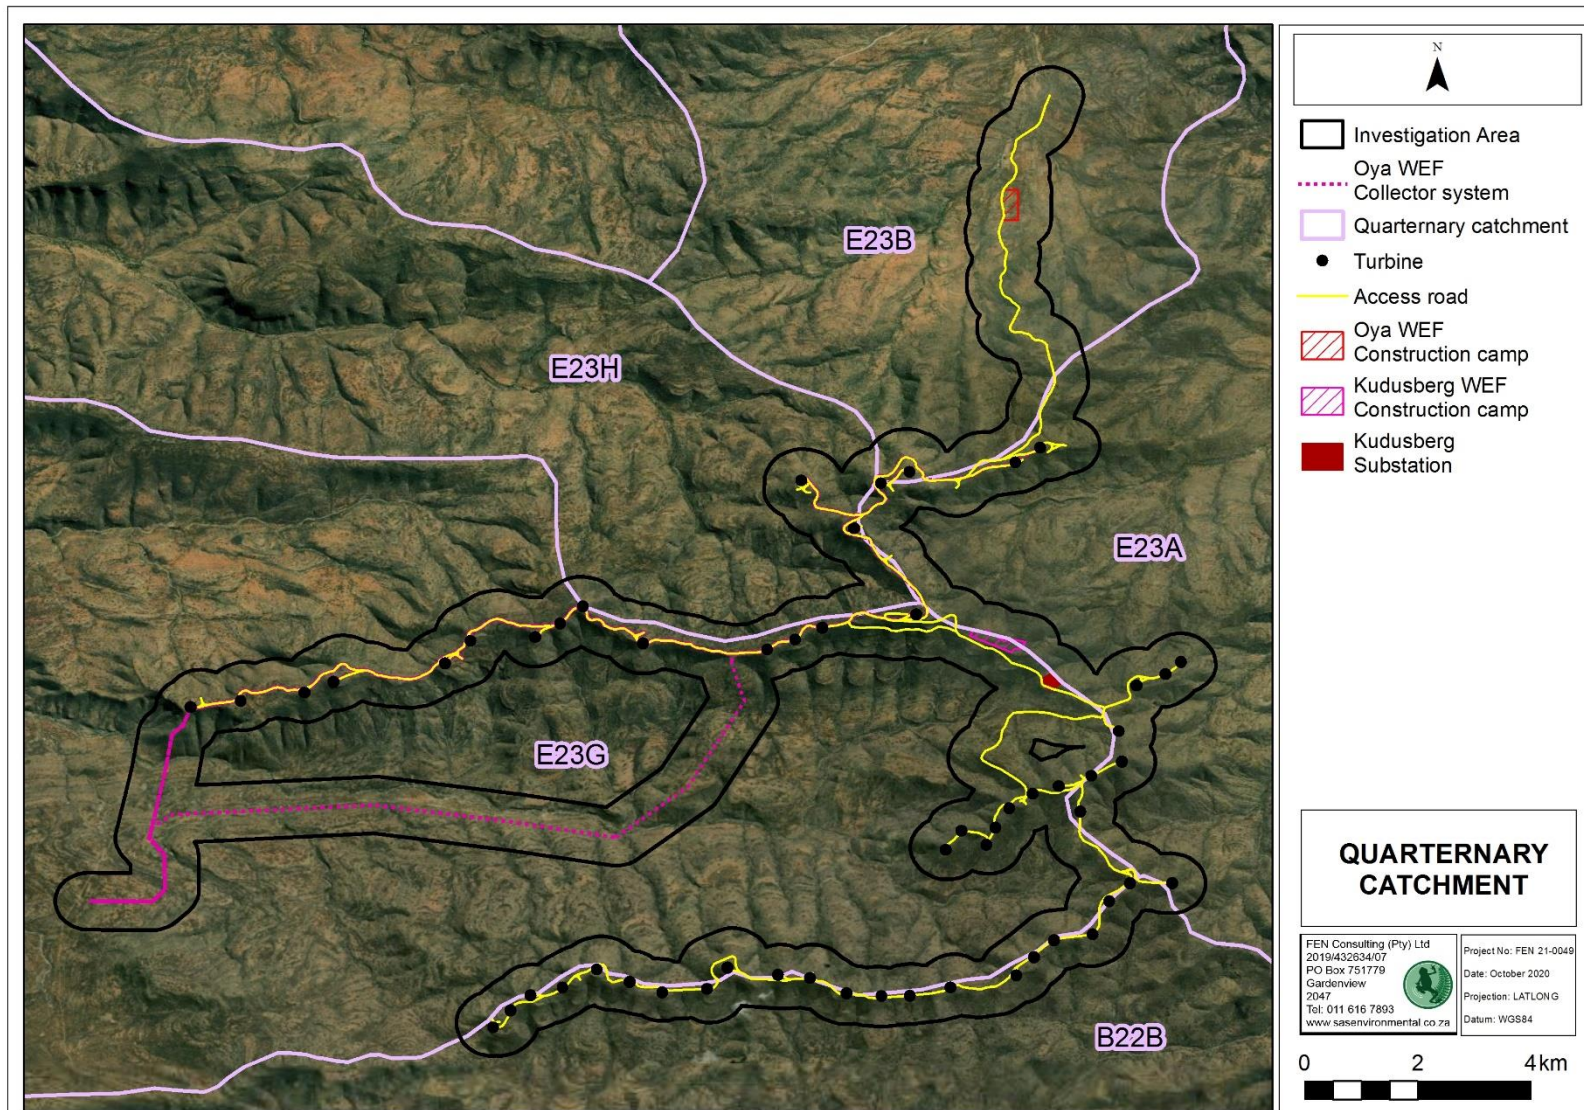 E23B
E23H
E23A
E23G
B22B
N
Investigation Area
Oya WEF
Collector system
Quarternary catchment
Turbine
Access road
Oya WEF
Construction camp
Kudusberg WEF
Construction camp
Kudusberg
Substation
QUARTERNARY
CATCHMENT
FEN Consulting (Pty) Ltd
2019/432634/07
PO Box 751779
Gardenview
2047
Tel: 011 616 7893
www.sasenvironmental.co.za
Project No: FEN 21-0049
Date: October 2020
Projection: LATLONG
Datum: WGS84
0 2 4 km